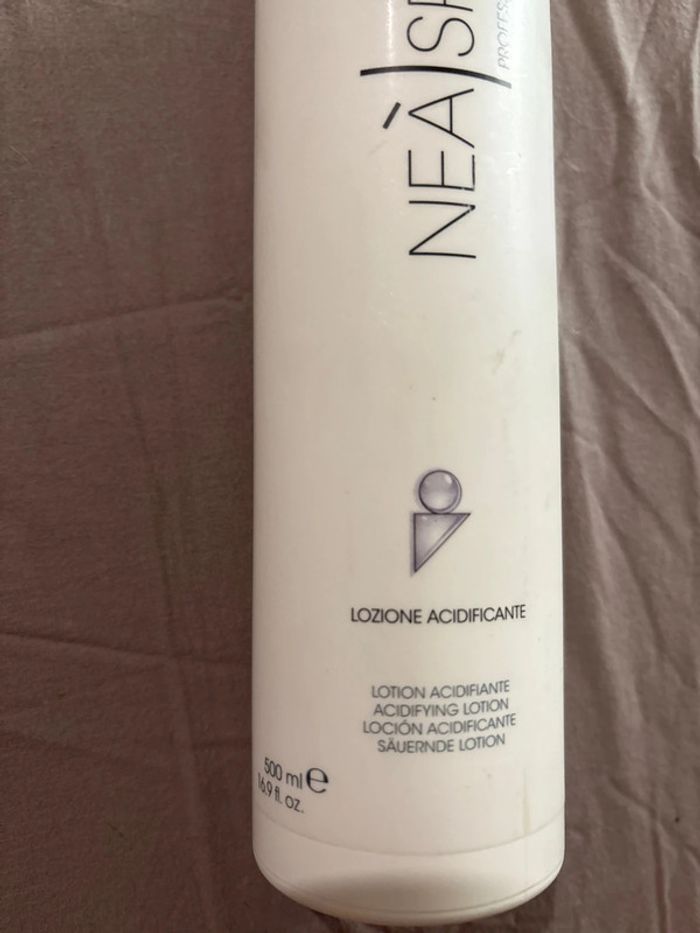 NEÀ|
LOZIONE ACIDIFICANTE
LOTION ACIDIFIANTE
ACIDIFYING LOTION
LOCIÓN ACIDIFICANTE
SÄUERNDE LOTION
500 ml e
16.9 fl. oz.